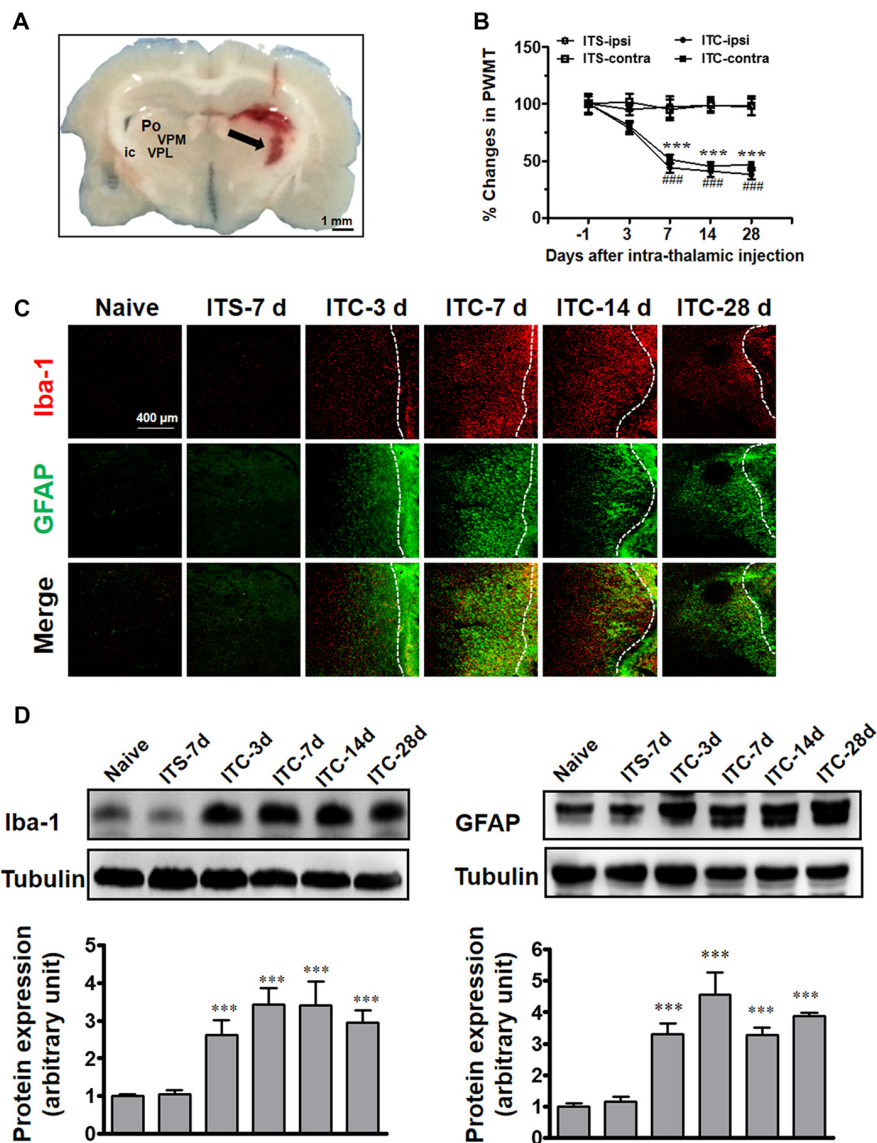 A
Po
VPM
ic VPL
1 mm
B
ITS-ipsi ITC-ipsi
ITS-contra ITC-contra
% Changes in PWMT
150
100
50
0
*** *** ***
### ### ###
-1 3 7 14 28
Days after intra-thalamic injection
C
Naive ITS-7 d ITC-3 d ITC-7 d ITC-14 d ITC-28 d
Iba-1
400 µm
GFAP
Merge
D
Naive ITS-7d ITC-3d ITC-7d ITC-14d ITC-28d
Iba-1
Tubulin
Protein expression
(arbitrary unit)
5
4
3
2
1
0
*** *** *** ***
Naive ITS-7d ITC-3d ITC-7d ITC-14d ITC-28d
GFAP
Tubulin
Protein expression
(arbitrary unit)
6
5
4
3
2
1
0
*** *** *** ***